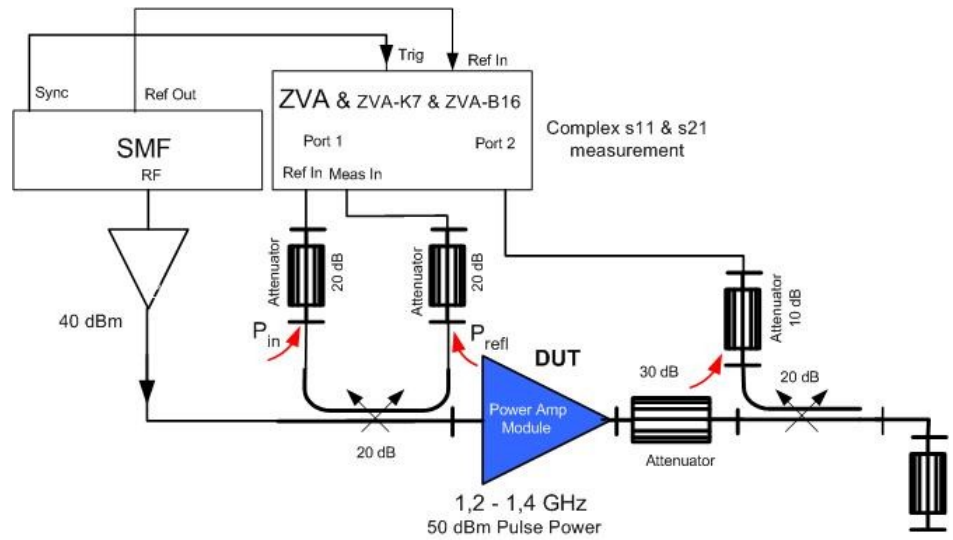 Trig
Ref In
Sync
Ref Out
ZVA & ZVA-K7 & ZVA-B16
SMF
RF
Port 1
Port 2
Complex s11 & s21
measurement
Ref In
Meas In
Attenuator
20 dB
Attenuator
20 dB
Attenuator
10 dB
40 dBm
Pin
Prefl
DUT
30 dB
20 dB
Power Amp
Module
20 dB
Attenuator
1,2 - 1,4 GHz
50 dBm Pulse Power